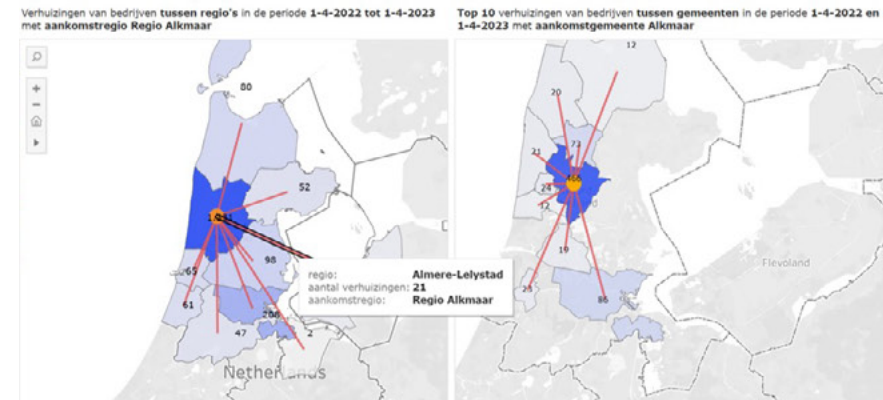 Verhuizingen van bedrijven tussen regio's in de periode 1-4-2022 tot 1-4-2023
met aankomstregio Regio Alkmaar
80
52
98
65
61
47
2
regio: Almere-Lelystad
aantal verhuizingen: 21
aankomstregio: Regio Alkmaar
Netherlands
Top 10 verhuizingen van bedrijven tussen gemeenten in de periode 1-4-2022 en
1-4-2023 met aankomstgemeente Alkmaar
12
20
73
21
24
12
19
86
Flevoland